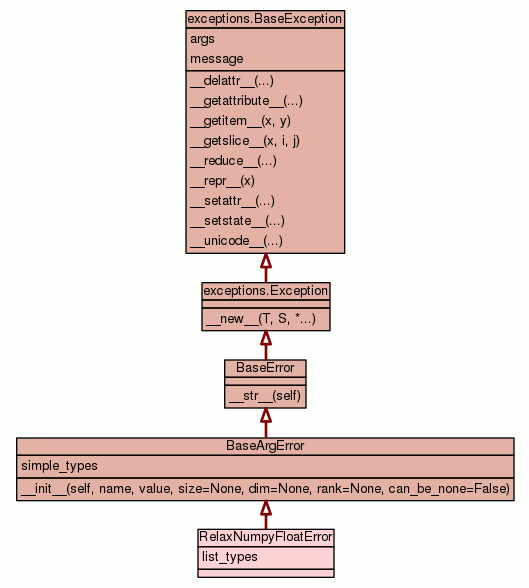 exceptions.BaseException
args
message
__delattr__(...)
__getattribute__(...)
__getitem__(x, y)
__getslice__(x, i, j)
__reduce__(...)
__repr__(x)
__setattr__(...)
__setstate__(...)
__unicode__(...)
exceptions.Exception
__new__(T, S, *...)
BaseError
__str__(self)
BaseArgError
simple_types
__init__(self, name, value, size=None, dim=None, rank=None, can_be_none=False)
RelaxNumpyFloatError
list_types